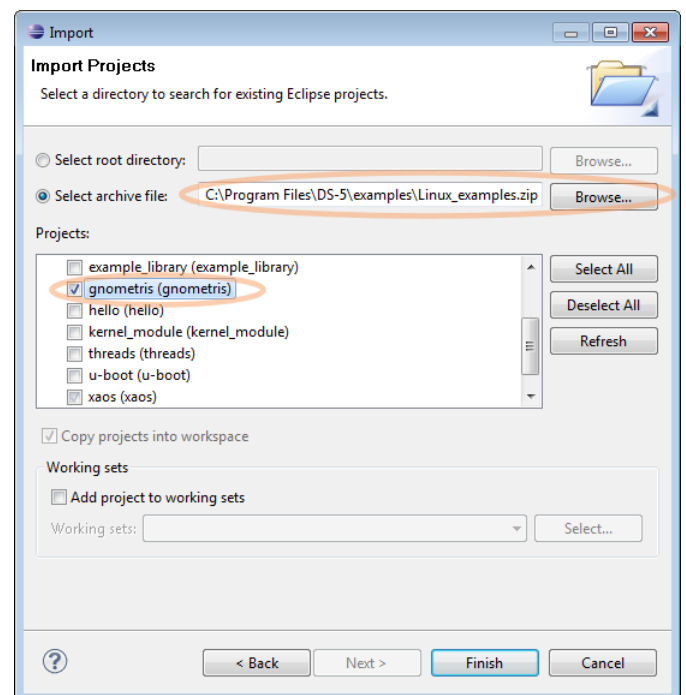 Import
Import Projects
Select a directory to search for existing Eclipse projects.
Select root directory:
Browse...
Select archive file:
C:\Program Files\DS-5\examples\Linux_examples.zip
Browse...
Projects:
example_library (example_library)
gnometris (gnometris)
hello (hello)
kernel_module (kernel_module)
threads (threads)
u-boot (u-boot)
xaos (xaos)
Select All
Deselect All
Refresh
Copy projects into workspace
Working sets
Add project to working sets
Working sets:
Select...
?
< Back
Next >
Finish
Cancel